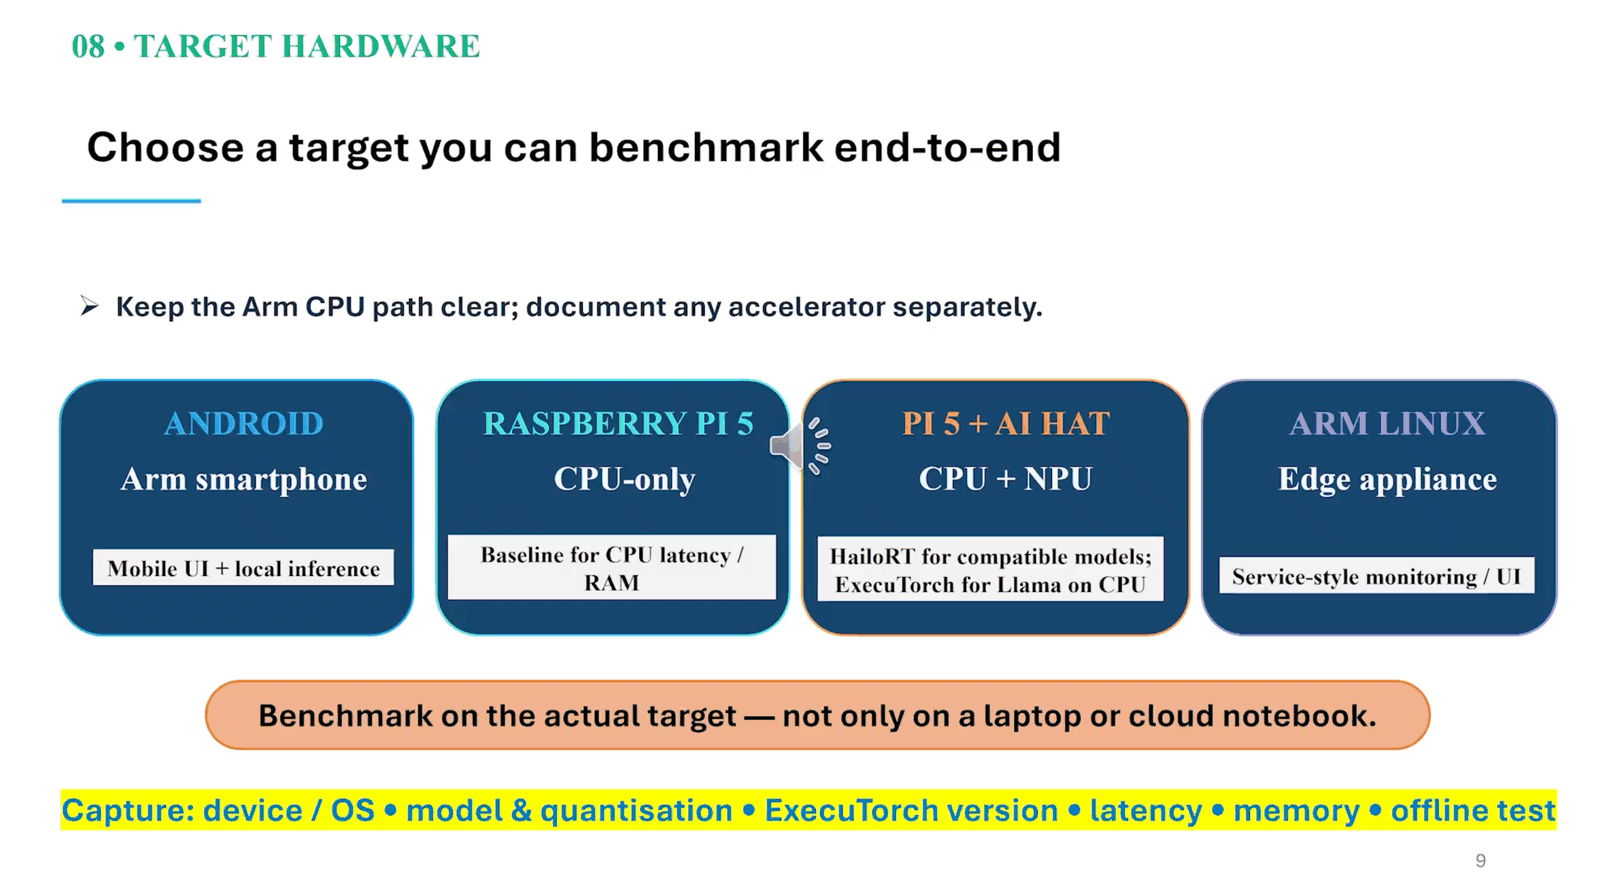 08 • TARGET HARDWARE
Choose a target you can benchmark end-to-end
➢ Keep the Arm CPU path clear; document any accelerator separately.
ANDROID
Arm smartphone
Mobile UI + local inference
RASPBERRY PI 5
CPU-only
Baseline for CPU latency /
RAM
PI 5 + AI HAT
CPU + NPU
HailoRT for compatible models;
ExecuTorch for Llama on CPU
ARM LINUX
Edge appliance
Service-style monitoring / UI
Benchmark on the actual target — not only on a laptop or cloud notebook.
Capture: device / OS • model & quantisation • ExecuTorch version • latency • memory • offline test
9